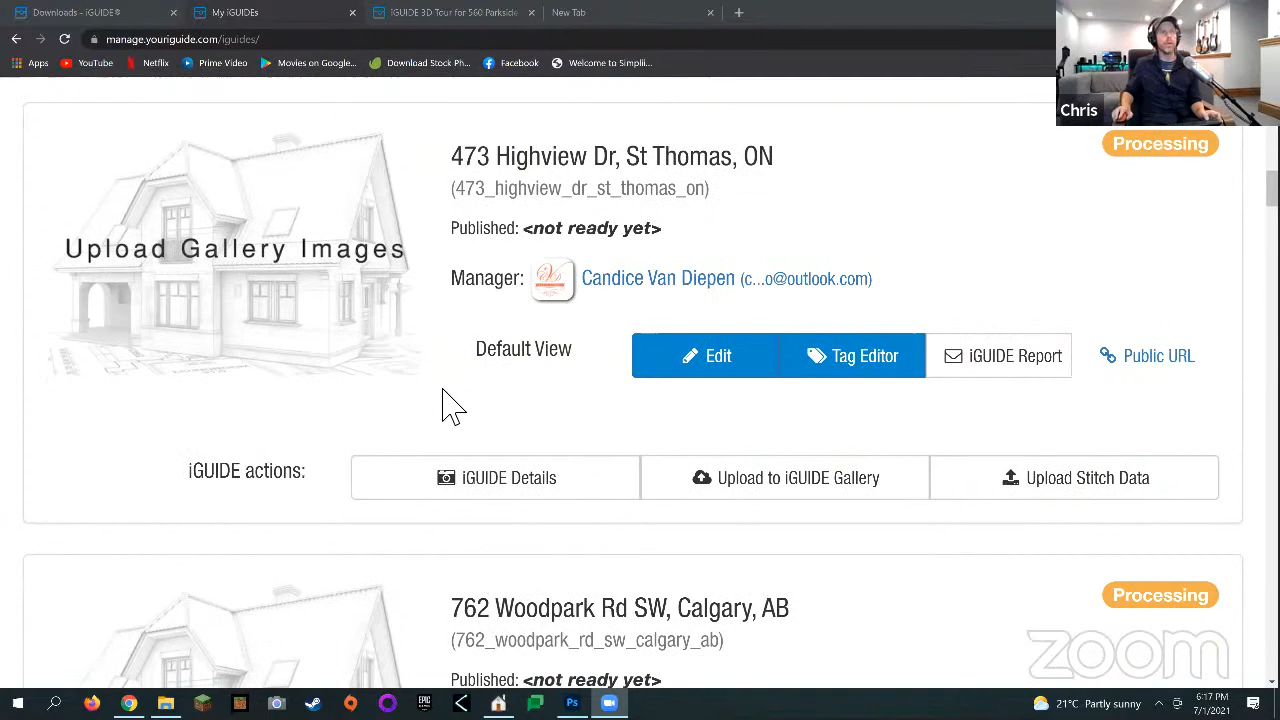 Downloads - iGUIDE®
My iGUIDEs
iGUIDE 3D Tour for 560 Parkside
New Tab
manage.youriguide.com/iguides/
Apps
YouTube
Netflix
Prime Video
Movies on Google...
Download Stock Pho...
Facebook
Welcome to Simplii...
Chris
Processing
473 Highview Dr, St Thomas, ON
(473_highview_dr_st_thomas_on)
Published: <not ready yet>
Upload Gallery Images
Manager: Candice Van Diepen (c...o@outlook.com)
Default View
Edit
Tag Editor
iGUIDE Report
Public URL
iGUIDE actions:
iGUIDE Details
Upload to iGUIDE Gallery
Upload Stitch Data
762 Woodpark Rd SW, Calgary, AB
Processing
(762_woodpark_rd_sw_calgary_ab)
zoom
Published: <not ready yet>
EPIC
21°C Partly sunny
6:17 PM
7/1/2021